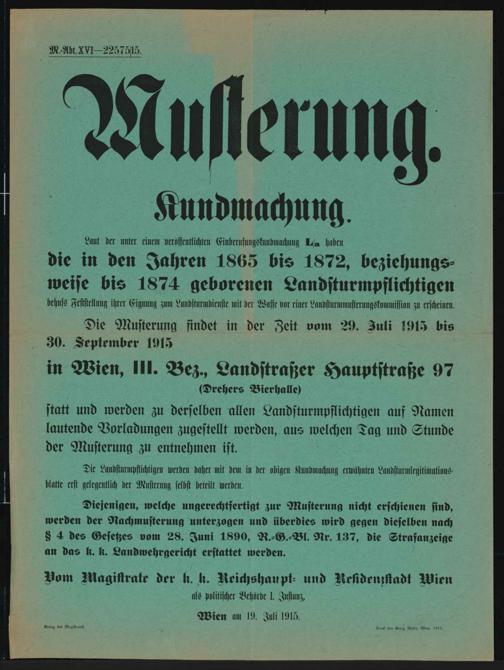 M.-Abt. XVI—2257|15.
Musterung.
Kundmachung.
Laut der unter einem veröffentlichten Einberufungskundmachung L₁ₐ haben
die in den Jahren 1865 bis 1872, beziehungs-
weise bis 1874 geborenen Landsturmpflichtigen
behufs Feststellung ihrer Eignung zum Landsturmdienste mit der Waffe vor einer Landsturmmusterungskommission zu erscheinen.
Die Musterung findet in der Zeit vom 29. Juli 1915 bis
30. September 1915
in Wien, III. Bez., Landstraßer Hauptstraße 97
(Drehers Bierhalle)
statt und werden zu derselben allen Landsturmpflichtigen auf Namen
lautende Vorladungen zugestellt werden, aus welchen Tag und Stunde
der Musterung zu entnehmen ist.
Die Landsturmpflichtigen werden daher mit dem in der obigen Kundmachung erwähnten Landsturmlegitimations-
blatte erst gelegentlich der Musterung selbst beteilt werden.
Diejenigen, welche ungerechtfertigt zur Musterung nicht erschienen sind,
werden der Nachmusterung unterzogen und überdies wird gegen dieselben nach
§ 4 des Gesetzes vom 28. Juni 1890, R.-G.-Bl. Nr. 137, die Strafanzeige
an das k. k. Landwehrgericht erstattet werden.
Vom Magistrate der k. k. Reichshaupt- und Residenzstadt Wien
als politischer Behörde I. Instanz,
Wien am 19. Juli 1915.
Verlag des Magistrates.